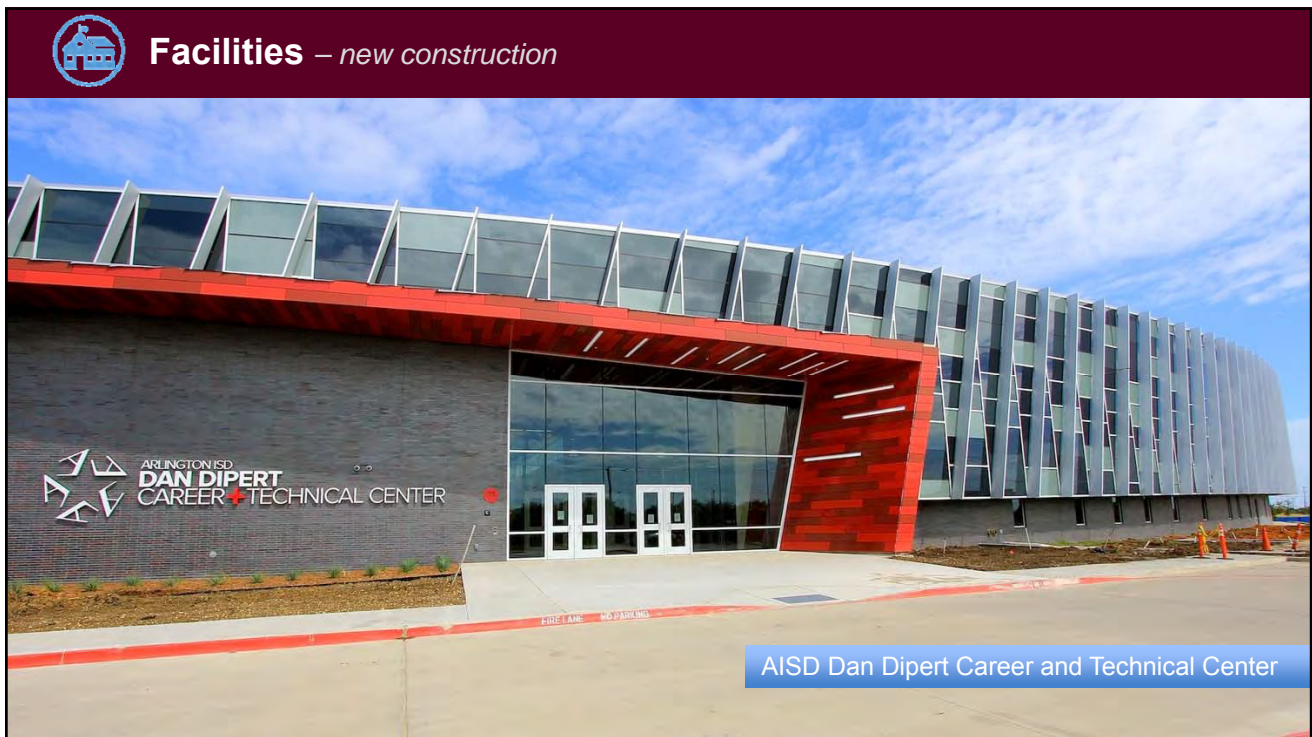 Facilities – new construction
ARLINGTON ISD
DAN DIPERT
CAREER+TECHNICAL CENTER
FIRE LANE NO PARKING
AISD Dan Dipert Career and Technical Center